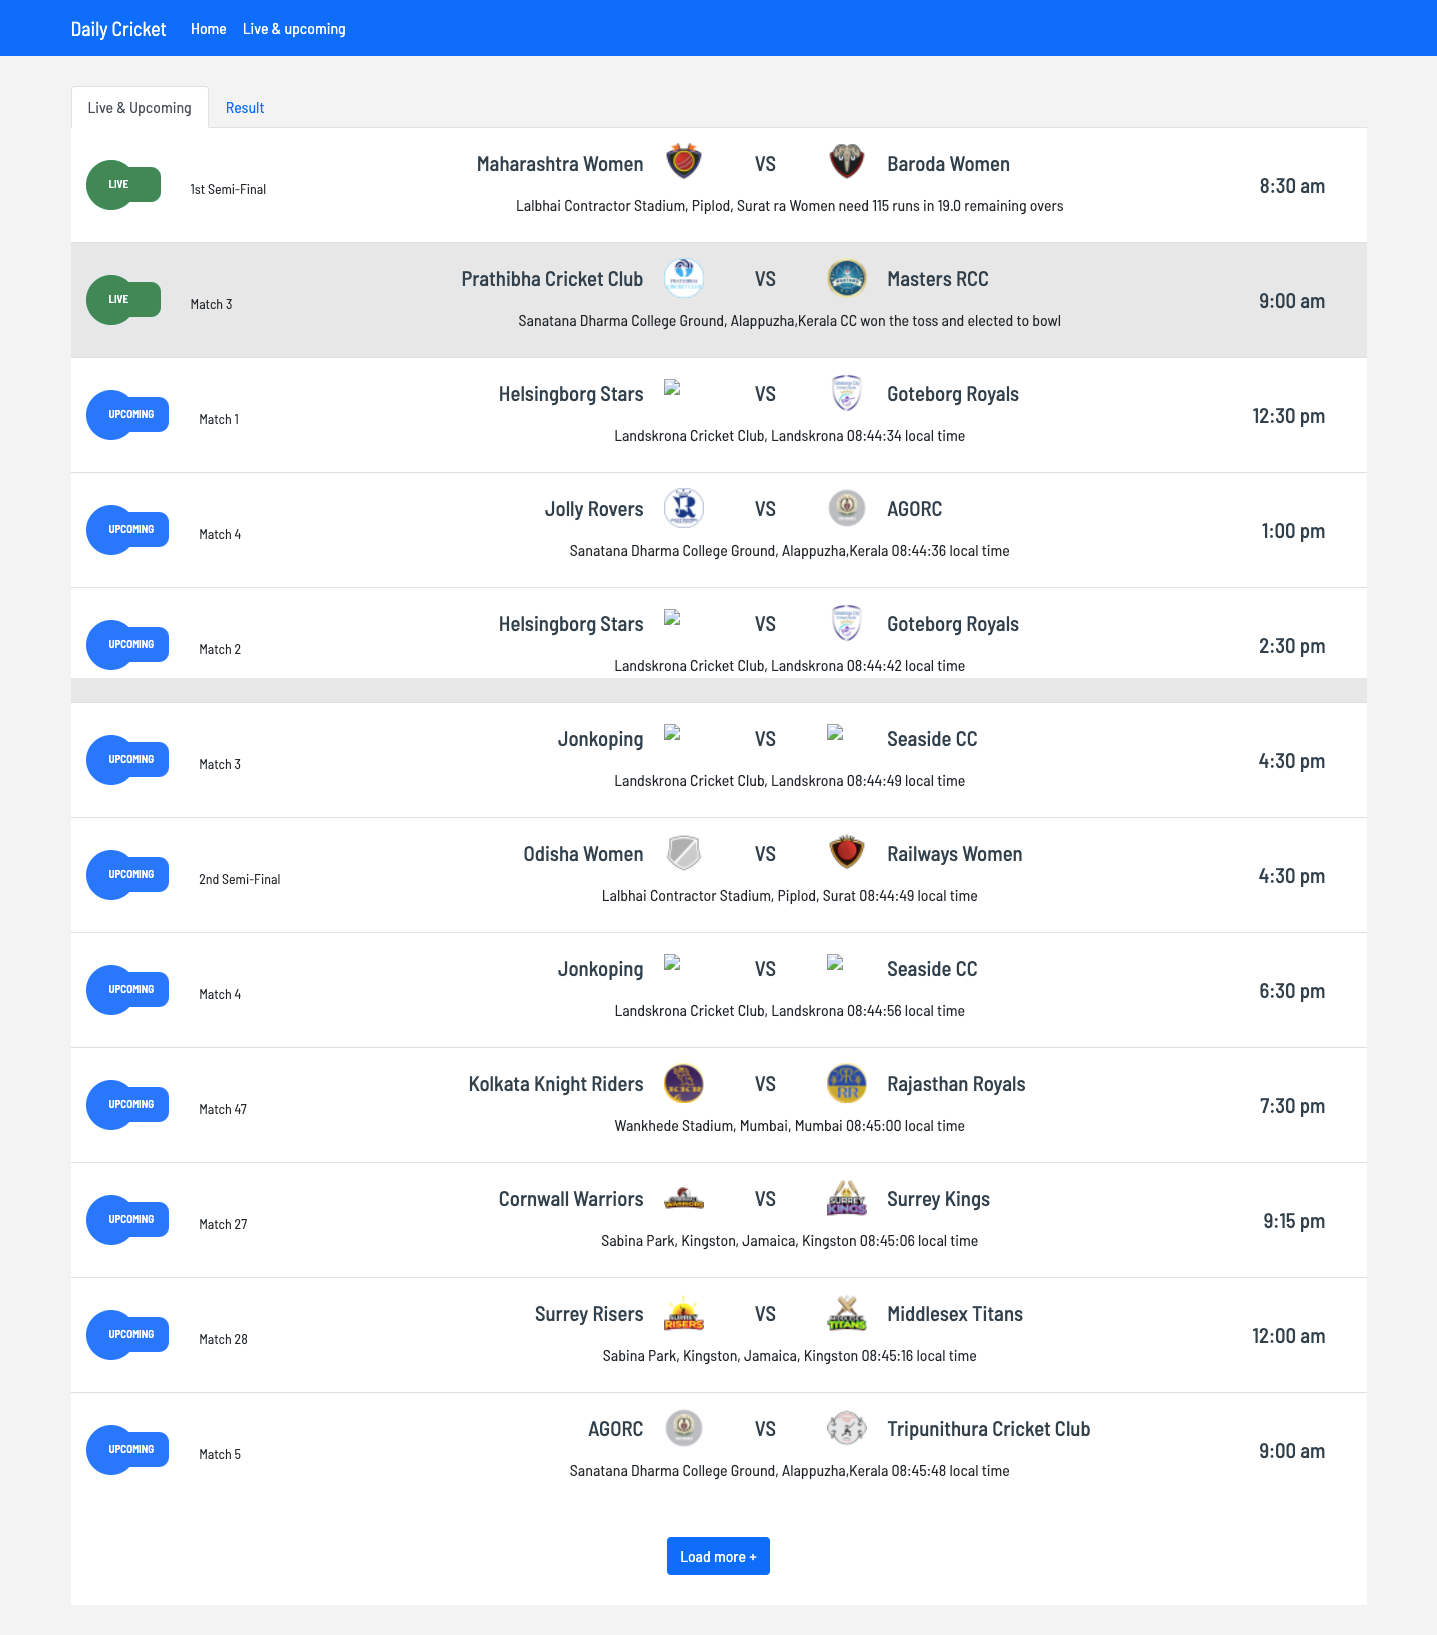 Daily Cricket Home Live & upcoming
Live & Upcoming Result
Maharashtra Women VS Baroda Women
LIVE 1st Semi-Final 8:30 am
Lalbhai Contractor Stadium, Piplod, Surat ra Women need 115 runs in 19.0 remaining overs
Prathibha Cricket Club VS Masters RCC
LIVE Match 3 9:00 am
Sanatana Dharma College Ground, Alappuzha,Kerala CC won the toss and elected to bowl
Helsingborg Stars VS Goteborg Royals
UPCOMING Match 1 12:30 pm
Landskrona Cricket Club, Landskrona 08:44:34 local time
Jolly Rovers VS AGORC
UPCOMING Match 4 1:00 pm
Sanatana Dharma College Ground, Alappuzha,Kerala 08:44:36 local time
Helsingborg Stars VS Goteborg Royals
UPCOMING Match 2 2:30 pm
Landskrona Cricket Club, Landskrona 08:44:42 local time
Jonkoping VS Seaside CC
UPCOMING Match 3 4:30 pm
Landskrona Cricket Club, Landskrona 08:44:49 local time
Odisha Women VS Railways Women
UPCOMING 2nd Semi-Final 4:30 pm
Lalbhai Contractor Stadium, Piplod, Surat 08:44:49 local time
Jonkoping VS Seaside CC
UPCOMING Match 4 6:30 pm
Landskrona Cricket Club, Landskrona 08:44:56 local time
Kolkata Knight Riders KKR VS RR Rajasthan Royals
UPCOMING Match 47 7:30 pm
Wankhede Stadium, Mumbai, Mumbai 08:45:00 local time
Cornwall Warriors WARRIORS VS SURREY KINGS Surrey Kings
UPCOMING Match 27 9:15 pm
Sabina Park, Kingston, Jamaica, Kingston 08:45:06 local time
Surrey Risers RISERS VS TITANS Middlesex Titans
UPCOMING Match 28 12:00 am
Sabina Park, Kingston, Jamaica, Kingston 08:45:16 local time
AGORC VS Tripunithura Cricket Club
UPCOMING Match 5 9:00 am
Sanatana Dharma College Ground, Alappuzha,Kerala 08:45:48 local time
Load more +